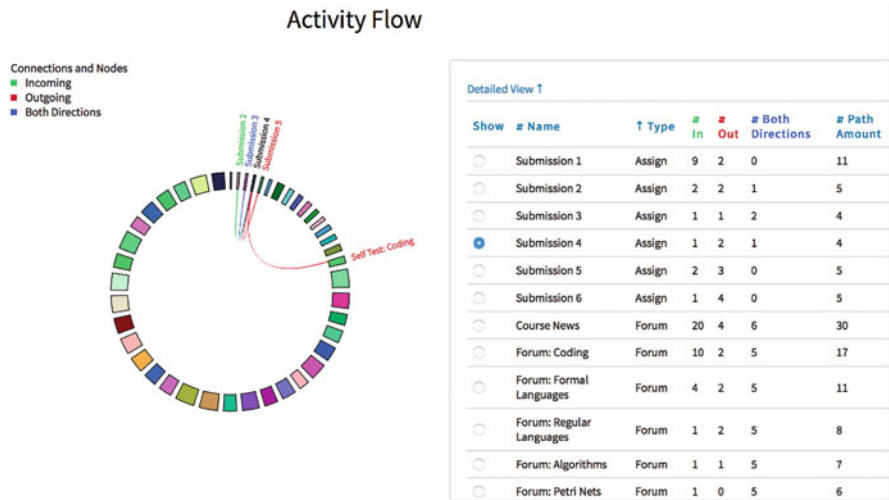 Activity Flow
Connections and Nodes
Incoming
Outgoing
Both Directions
Submission 2
Submission 3
Submission 4
Submission 5
Self Test: Coding
Detailed View ↑
Show ⇵ Name ↑ Type ⇵ In ⇵ Out ⇵ Both Directions ⇵ Path Amount
Submission 1 Assign 9 2 0 11
Submission 2 Assign 2 2 1 5
Submission 3 Assign 1 1 2 4
Submission 4 Assign 1 2 1 4
Submission 5 Assign 2 3 0 5
Submission 6 Assign 1 4 0 5
Course News Forum 20 4 6 30
Forum: Coding Forum 10 2 5 17
Forum: Formal Languages Forum 4 2 5 11
Forum: Regular Languages Forum 1 2 5 8
Forum: Algorithms Forum 1 1 5 7
Forum: Petri Nets Forum 1 0 5 6